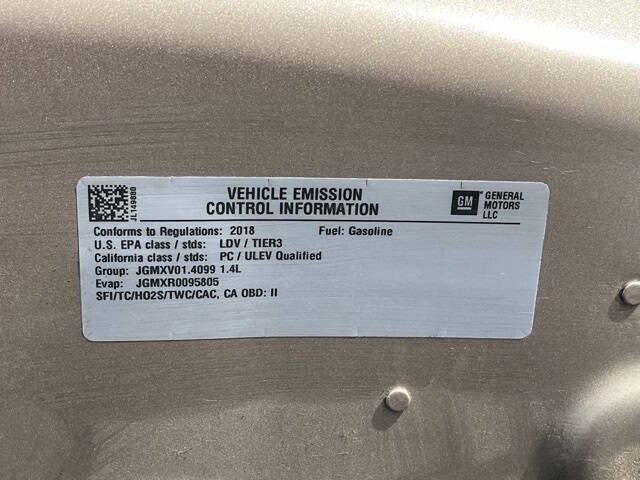 JL149880
VEHICLE EMISSION
CONTROL INFORMATION
GM
GENERAL
MOTORS
LLC
Conforms to Regulations: 2018 Fuel: Gasoline
U.S. EPA class / stds: LDV / TIER3
California class / stds: PC / ULEV Qualified
Group: JGMXV01.4099 1.4L
Evap: JGMXR0095805
SFI/TC/HO2S/TWC/CAC, CA OBD: II